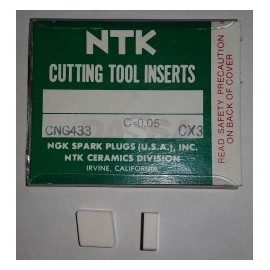 NTK
CUTTING TOOL INSERTS
C-0.05
CNG433 CX3
NGK SPARK PLUGS (U.S.A.), INC.
NTK CERAMICS DIVISION
IRVINE, CALIFORNIA
READ SAFETY PRECAUTION
ON BACK OF COVER